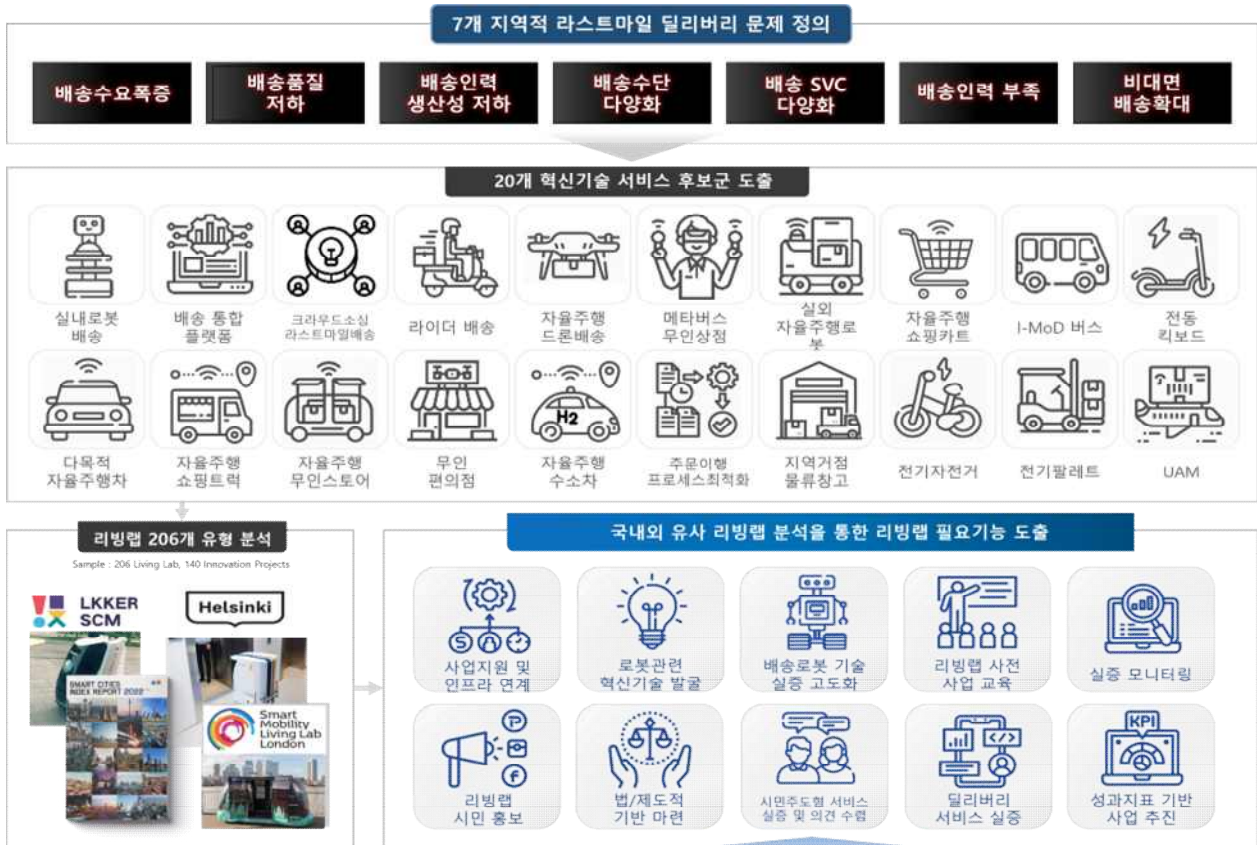 7개 지역적 라스트마일 딜리버리 문제 정의
배송수요폭증
배송품질
저하
배송인력
생산성 저하
배송수단
다양화
배송 SVC
다양화
배송인력 부족
비대면
배송확대
20개 혁신기술 서비스 후보군 도출
실내로봇
배송
배송 통합
플랫폼
크라우드소싱
라스트마일배송
라이더 배송
자율주행
드론배송
메타버스
무인상점
실외
자율주행로
봇
자율주행
쇼핑카트
I-MoD 버스
전동
킥보드
다목적
자율주행차
자율주행
쇼핑트럭
자율주행
무인스토어
무인
편의점
H2
자율주행
수소차
주문이행
프로세스최적화
지역거점
물류창고
전기자전거
전기팔레트
UAM
리빙랩 206개 유형 분석
Sample : 206 Living Lab, 140 Innovation Projects
LKKER
SCM
Helsinki
SMART CITIES
INDEX REPORT 2022
Smart
Mobility
Living Lab
London
국내외 유사 리빙랩 분석을 통한 리빙랩 필요기능 도출
사업지원 및
인프라 연계
로봇관련
혁신기술 발굴
배송로봇 기술
실증 고도화
리빙랩 사전
사업 교육
실증 모니터링
리빙랩
시민 홍보
법/제도적
기반 마련
시민주도형 서비스
실증 및 의견 수렴
딜리버리
서비스 실증
KPI
성과지표 기반
사업 추진